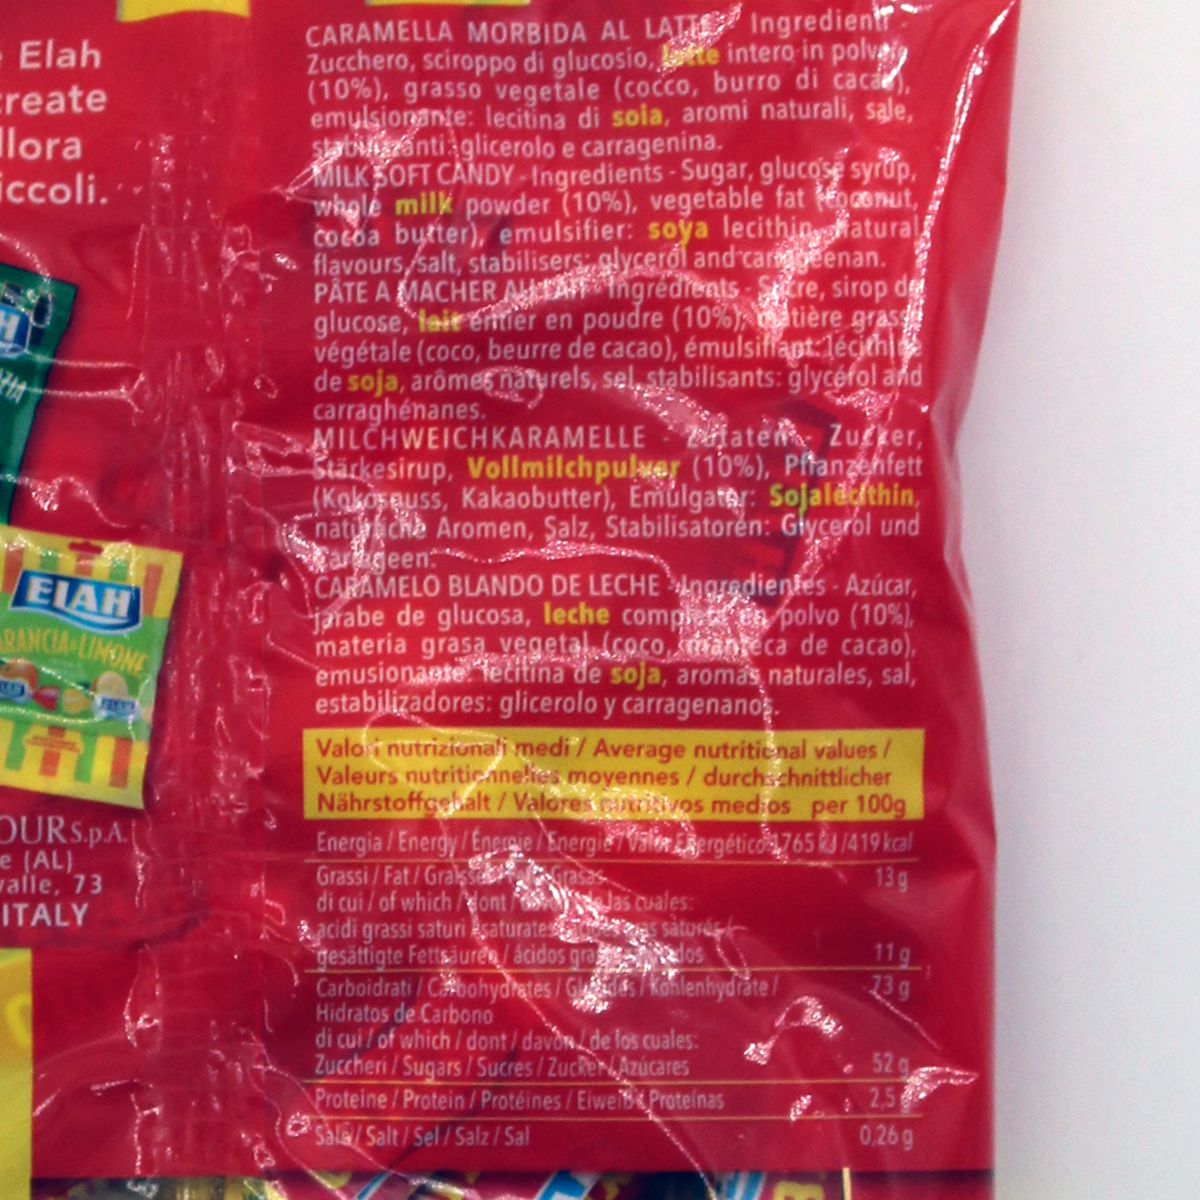 Elah
create
allora
piccoli.
CARAMELLA MORBIDA AL LATTE - Ingredienti -
Zucchero, sciroppo di glucosio, latte intero in polvere
(10%), grasso vegetale (cocco, burro di cacao),
emulsionante: lecitina di soia, aromi naturali, sale,
stabilizzanti: glicerolo e carragenina.
MILK SOFT CANDY - Ingredients - Sugar, glucose syrup,
whole milk powder (10%), vegetable fat (coconut,
cocoa butter), emulsifier: soya lecithin, natural
flavours, salt, stabilisers: glycerol and carrageenan.
PÂTE A MACHER AU LAIT - Ingrédients - Sucre, sirop de
glucose, lait entier en poudre (10%), matière grasse
végétale (coco, beurre de cacao), émulsifiant: lécithine
de soja, arômes naturels, sel, stabilisants: glycérol and
carraghénanes.
MILCHWEICHKARAMELLE - Zutaten - Zucker,
Stärkesirup, Vollmilchpulver (10%), Pflanzenfett
(Kokosnuss, Kakaobutter), Emulgator: Sojalecithin,
Aromen, Salz, Stabilisatoren: Glycerol und
CARAMELO BLANDO DE LECHE - Ingredientes - Azúcar,
jarabe de glucosa, leche completa en polvo (10%),
materia grasa vegetal (coco, manteca de cacao),
emusionante: lecitina de soja, aromas naturales, sal,
estabilizadores: glicerolo y carragenanos.
Valori nutrizionali medi / Average nutritional values /
Valeurs nutritionnelles moyennes / durchschnittlicher
Nährstoffgehalt / Valores nutritivos medios per 100g
Energia / Energy / Énergie / Energie / Valor Energético 1765 kJ /419 kcal
Grassi / Fat / Graisses / Grasas 13 g
di cui / of which / dont / de las cuales:
acidi grassi saturi / saturates / saturés /
gesättigte Fettsäuren / ácidos grasos 11 g
Carboidrati / Carbohydrates / Glucides / Kohlenhydrate / 73 g
Hidratos de Carbono
di cui / of which / dont / davon / de los cuales:
Zuccheri / Sugars / Sucres / Zucker / Azúcares 52 g
Proteine / Protein / Protéines / Eiweiß / Proteínas 2,5 g
Sale / Salt / Sel / Salz / Sal 0,26 g
ELAH
ARANCIA LIMONE
S.p.A.
(AL)
valle, 73
ITALY